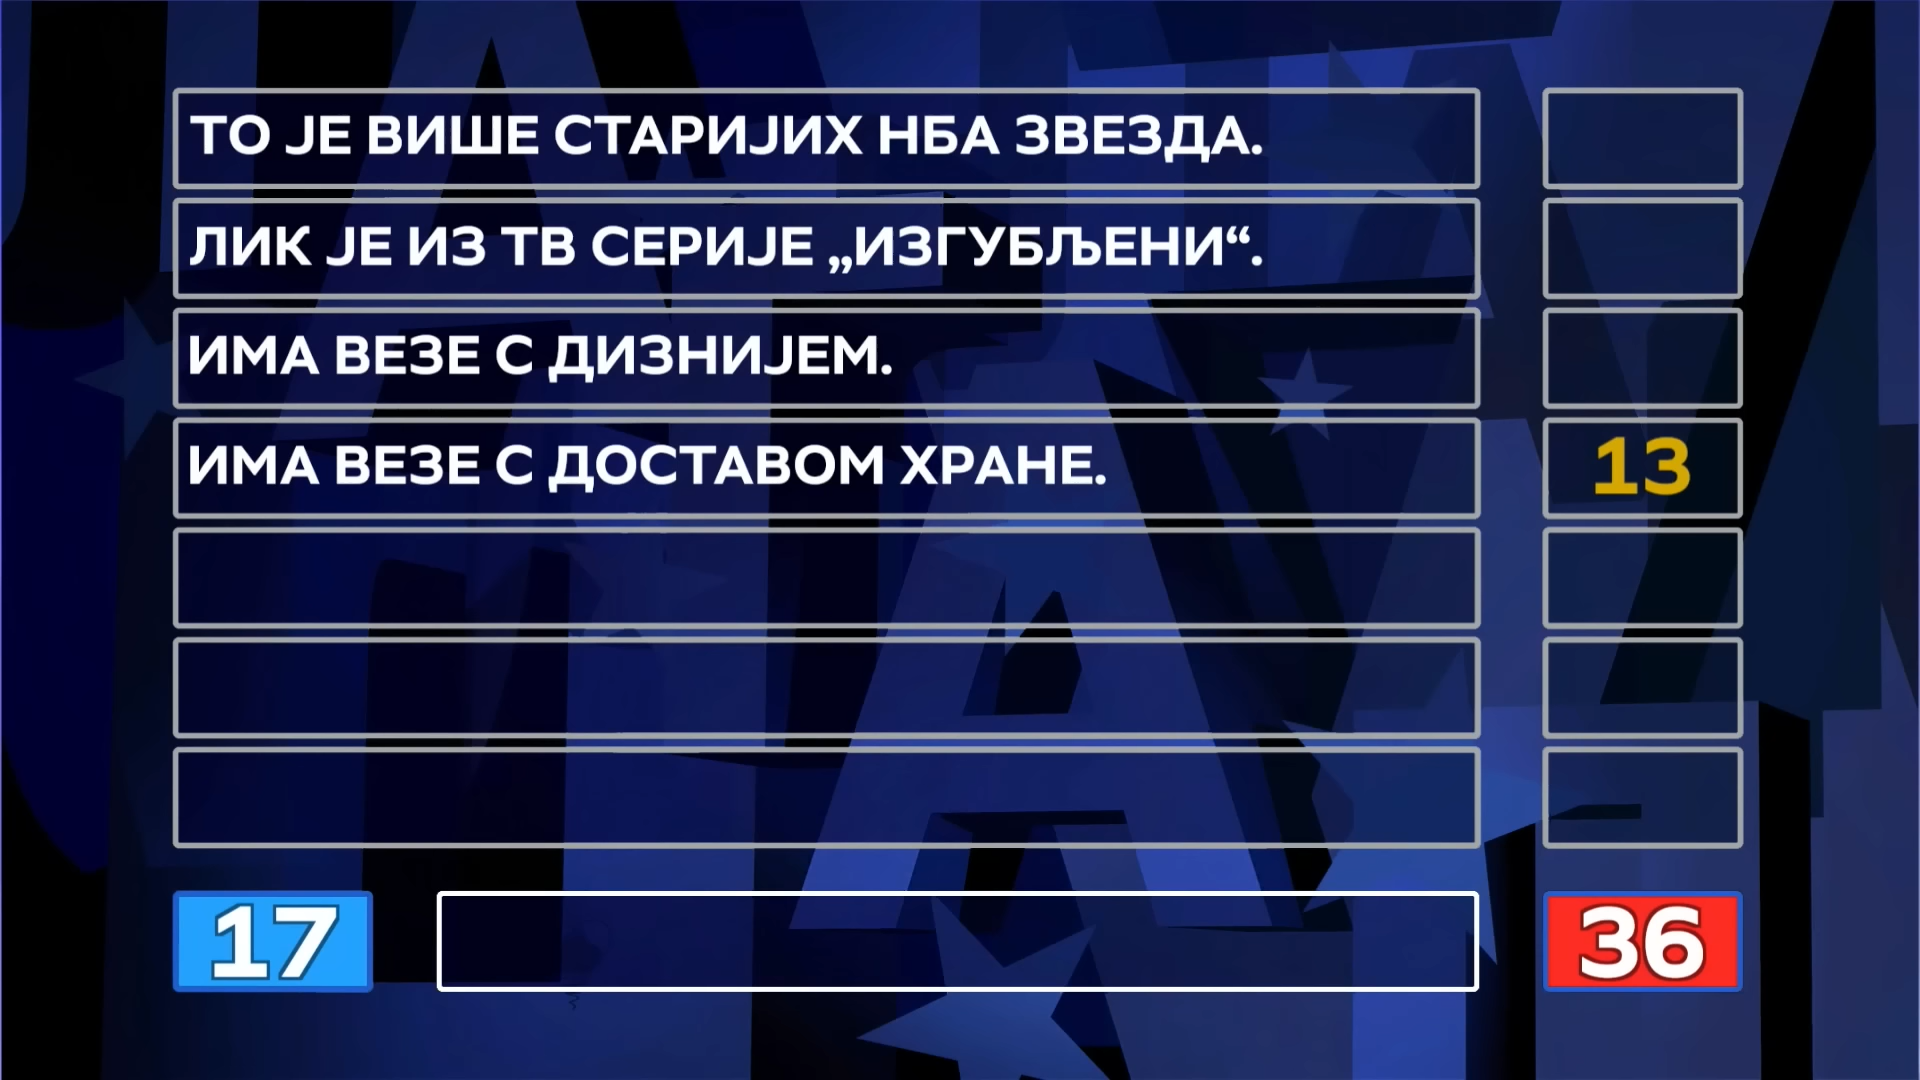 ТО ЈЕ ВИШЕ СТАРИЈИХ НБА ЗВЕЗДА.
ЛИК ЈЕ ИЗ ТВ СЕРИЈЕ „ИЗГУБЉЕНИ“.
ИМА ВЕЗЕ С ДИЗНИЈЕМ.
ИМА ВЕЗЕ С ДОСТАВОМ ХРАНЕ. 13
17 36